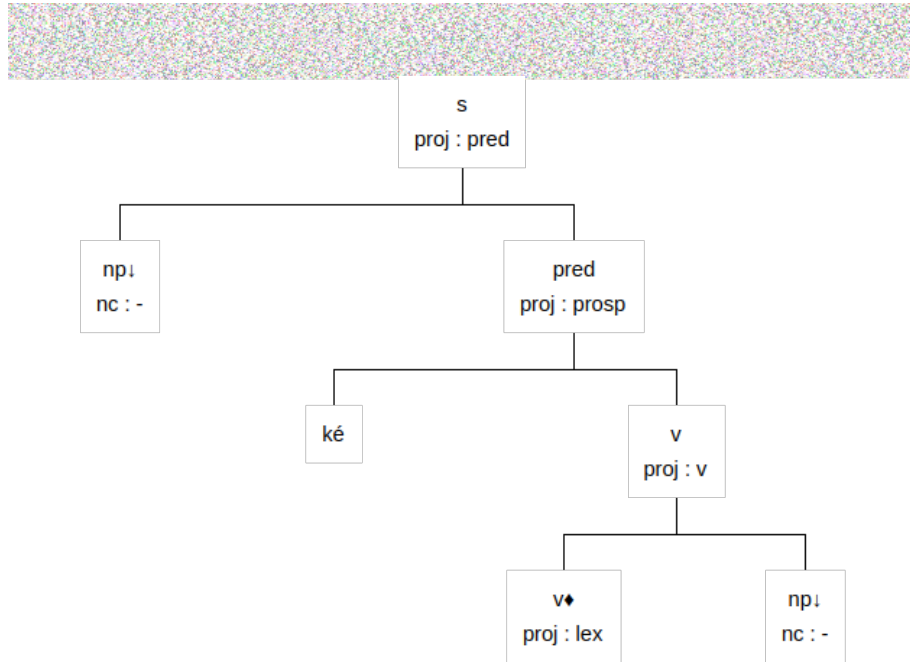 s
proj : pred
np↓
nc : -
pred
proj : prosp
ké
v
proj : v
v♦
proj : lex
np↓
nc : -